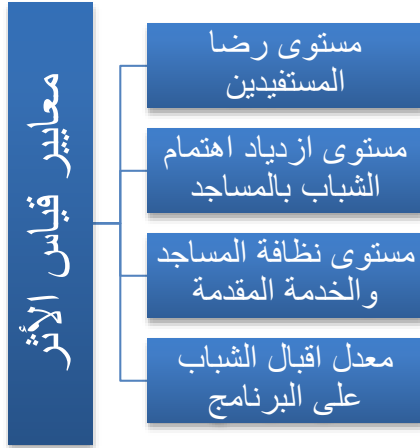 معايير قياس الأثر
مستوى رضا
المستفيدين
مستوى ازدياد اهتمام
الشباب بالمساجد
مستوى نظافة المساجد
والخدمة المقدمة
معدل اقبال الشباب
على البرنامج